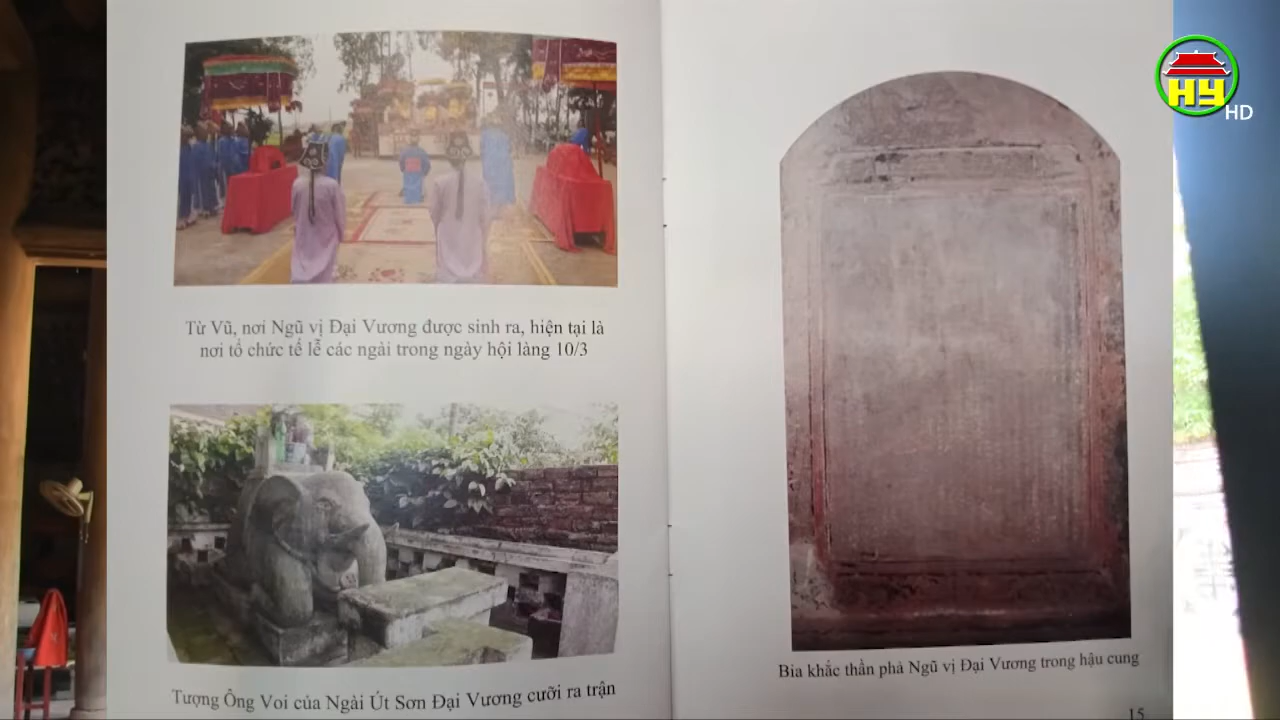 Từ Vũ, nơi Ngũ vị Đại Vương được sinh ra, hiện tại là
nơi tổ chức tế lễ các ngài trong ngày hội làng 10/3
Tượng Ông Voi của Ngài Út Sơn Đại Vương cưỡi ra trận
Bia khắc thần phả Ngũ vị Đại Vương trong hậu cung
15
HY
HD